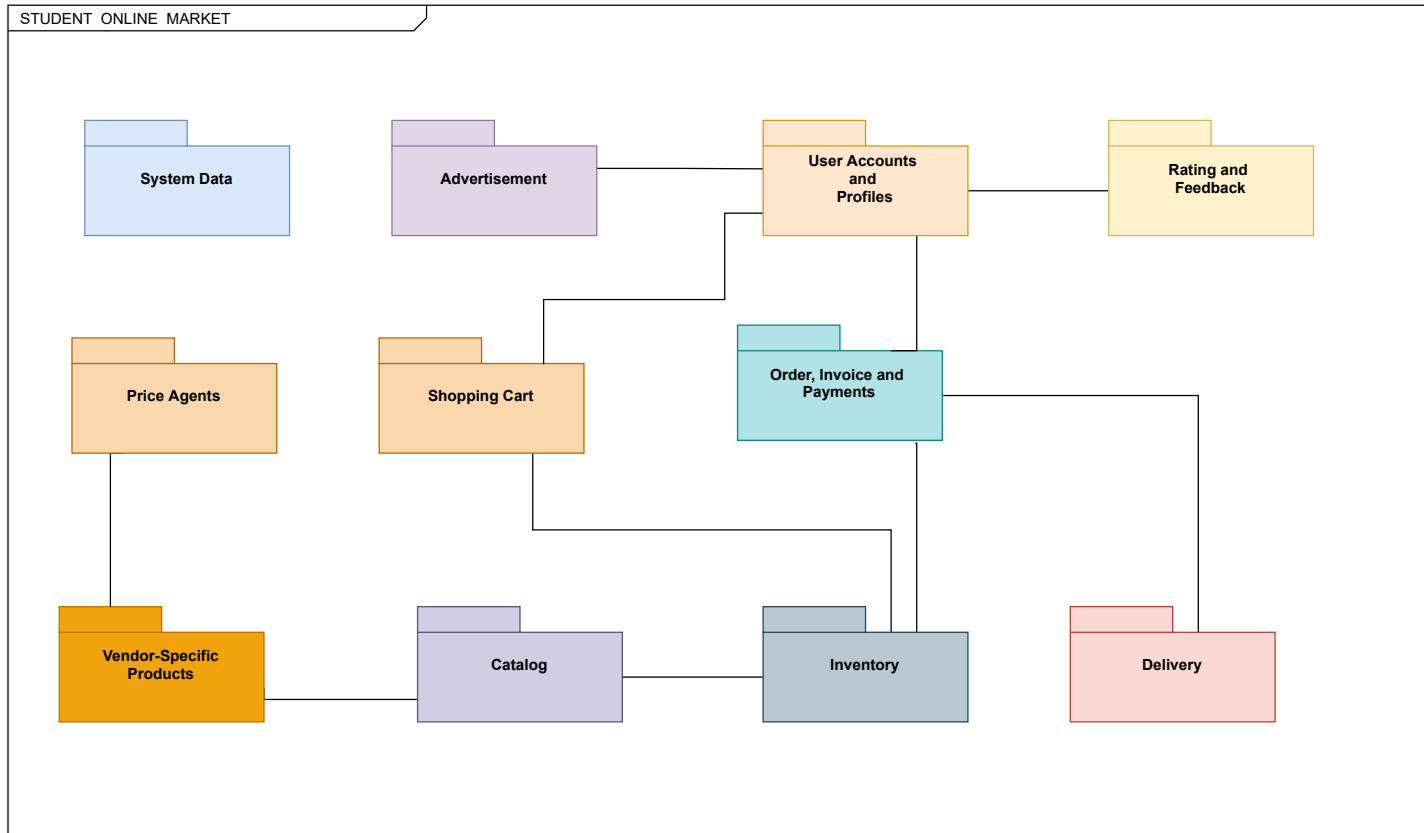 STUDENT ONLINE MARKET
System Data
Advertisement
User Accounts
and
Profiles
Rating and
Feedback
Price Agents
Shopping Cart
Order, Invoice and
Payments
Vendor-Specific
Products
Catalog
Inventory
Delivery